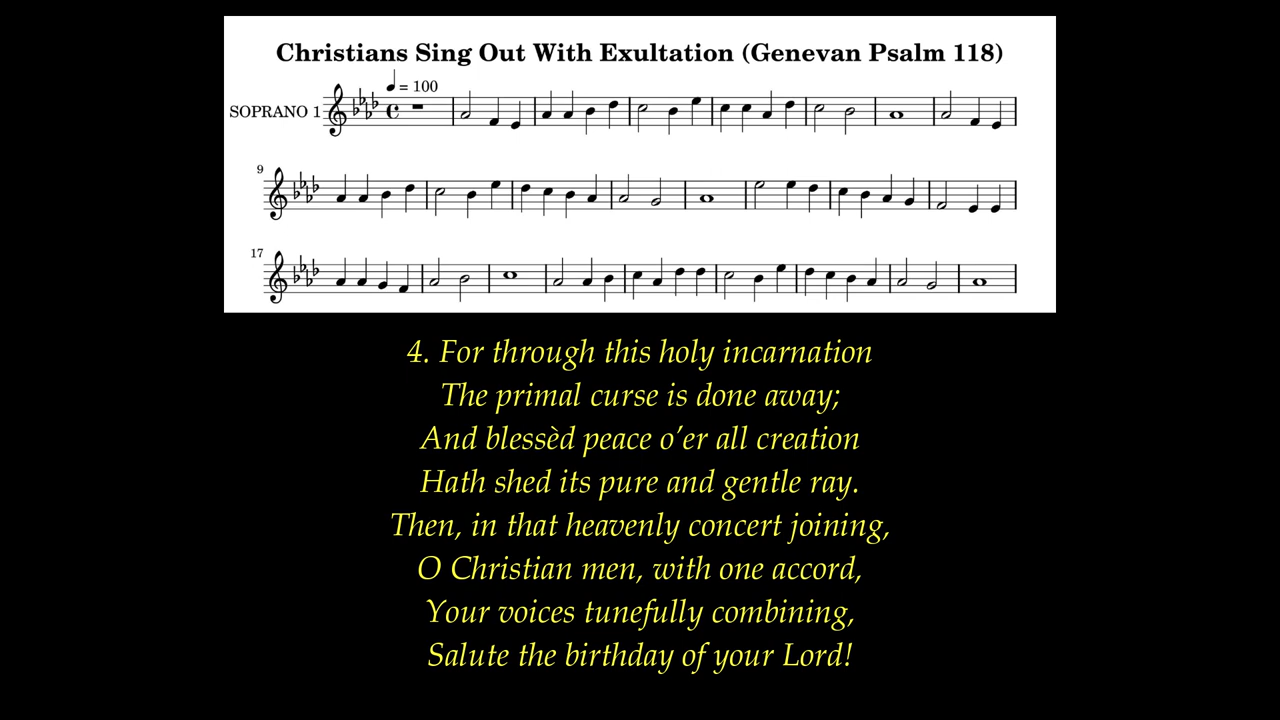 Christians Sing Out With Exultation (Genevan Psalm 118)
= 100
SOPRANO 1
9
17
4. For through this holy incarnation
The primal curse is done away;
And blessèd peace o’er all creation
Hath shed its pure and gentle ray.
Then, in that heavenly concert joining,
O Christian men, with one accord,
Your voices tunefully combining,
Salute the birthday of your Lord!